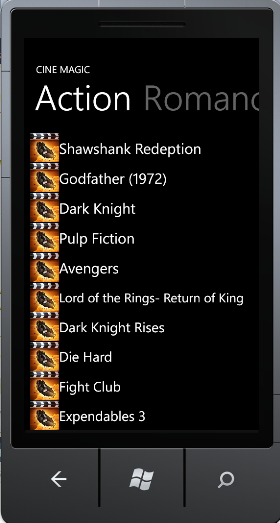 CINE MAGIC
Action Romanc
Shawshank Redeption
Godfather (1972)
Dark Knight
Pulp Fiction
Avengers
Lord of the Rings- Return of King
Dark Knight Rises
Die Hard
Fight Club
Expendables 3